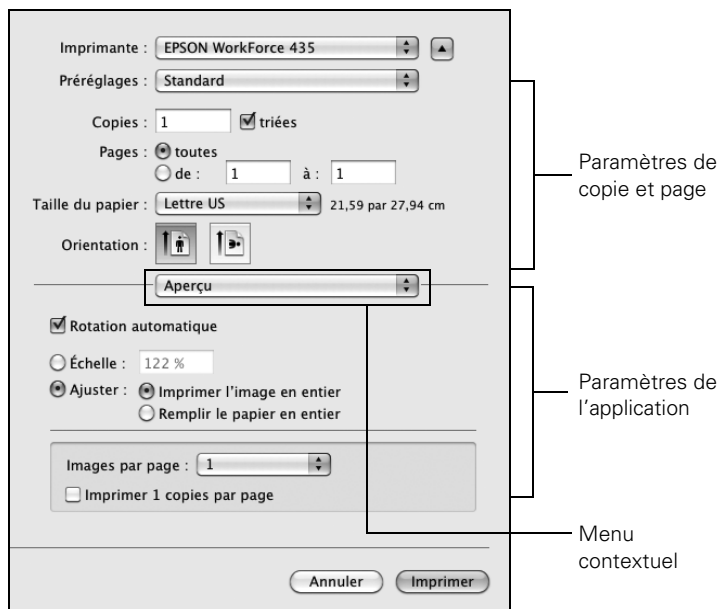 Imprimante : EPSON WorkForce 435
Préréglages : Standard
Copies : 1 triées
Pages : toutes
de : 1 à : 1
Taille du papier : Lettre US 21,59 par 27,94 cm
Orientation :
Paramètres de
copie et page
Aperçu
Rotation automatique
Échelle : 122 %
Ajuster : Imprimer l'image en entier
Remplir le papier en entier
Paramètres de
l'application
Images par page : 1
Imprimer 1 copies par page
Menu
contextuel
Annuler Imprimer